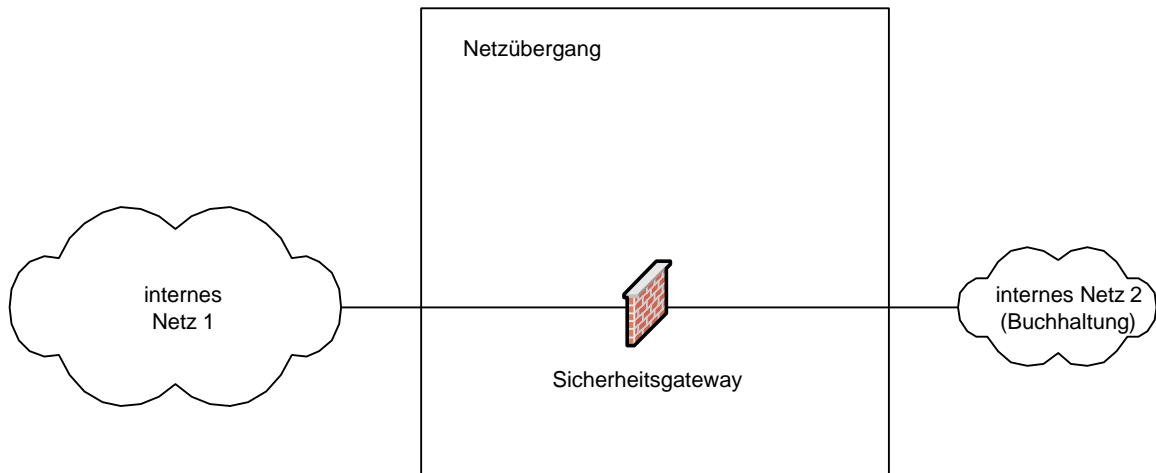 Netzübergang
internes
Netz 1
Sicherheitsgateway
internes Netz 2
(Buchhaltung)